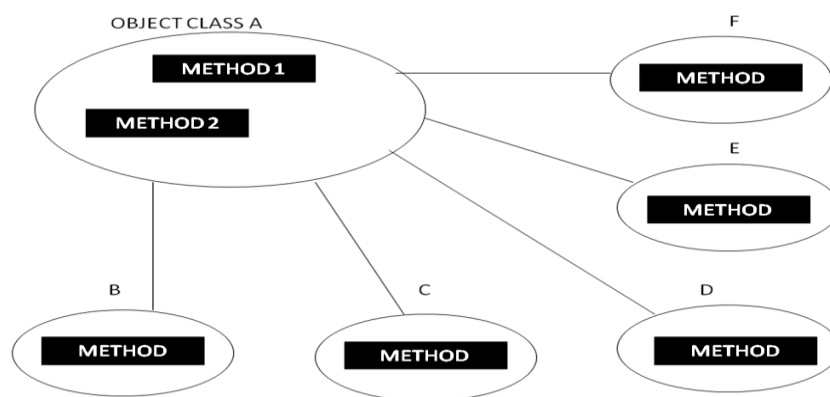 OBJECT CLASS A
METHOD 1
METHOD 2
F
METHOD
E
METHOD
B
METHOD
C
METHOD
D
METHOD